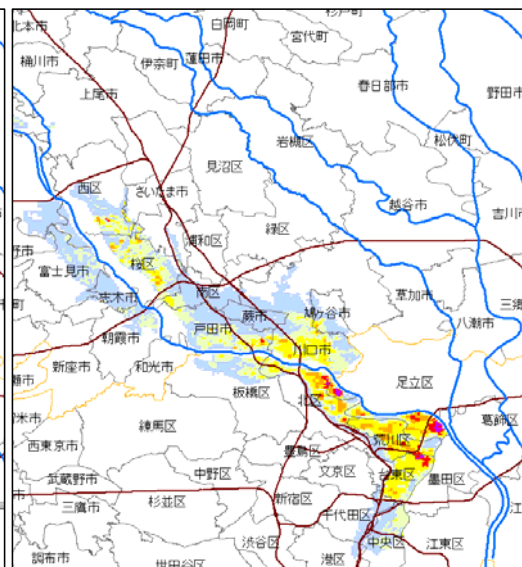 白岡町
宮代町
蓮田市
伊奈町
桶川市
春日部市
野田市
上尾市
岩槻区
松伏町
見沼区
西区
さいたま市
越谷市
吉川市
緑区
浦和区
桜区
富士見市
南区
草加市
志木市
蕨市
鳩ヶ谷市
八潮市
戸田市
朝霞市
川口市
新座市
和光市
足立区
板橋区
北区
葛飾区
練馬区
荒川区
西東京市
豊島区
文京区
台東区
墨田区
中野区
武蔵野市
杉並区
新宿区
三鷹市
千代田区
渋谷区
中央区
江東区
調布市
世田谷区
港区